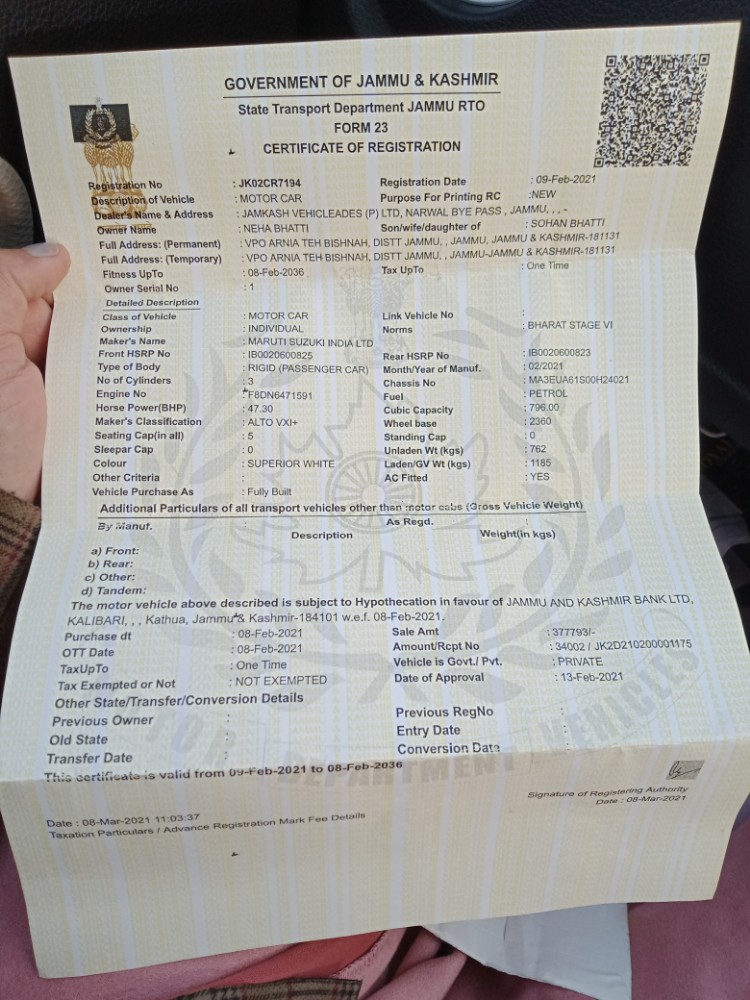 GOVERNMENT OF JAMMU & KASHMIR
State Transport Department JAMMU RTO
FORM 23
CERTIFICATE OF REGISTRATION
Registration No : JK02CR7194 Registration Date : 09-Feb-2021
Description of Vehicle : MOTOR CAR Purpose For Printing RC :NEW
Dealer's Name & Address : JAMKASH VEHICLEADES (P) LTD, NARWAL BYE PASS , JAMMU, , , -
Owner Name : NEHA BHATTI Son/wife/daughter of : SOHAN BHATTI
Full Address: (Permanent) : VPO ARNIA TEH BISHNAH, DISTT JAMMU, , JAMMU, JAMMU & KASHMIR-181131
Full Address: (Temporary) : VPO ARNIA TEH BISHNAH, DISTT JAMMU, , JAMMU-JAMMU & KASHMIR-181131
Fitness UpTo : 08-Feb-2036 Tax UpTo : One Time
Owner Serial No : 1
Detailed Description
Class of Vehicle : MOTOR CAR Link Vehicle No :
Ownership : INDIVIDUAL Norms : BHARAT STAGE VI
Maker's Name : MARUTI SUZUKI INDIA LTD
Front HSRP No : IB0020600825 Rear HSRP No : IB0020600823
Type of Body : RIGID (PASSENGER CAR) Month/Year of Manuf. : 02/2021
No of Cylinders : 3 Chassis No : MA3EUA61S00H24021
Engine No : F8DN6471591 Fuel : PETROL
Horse Power(BHP) : 47.30 Cubic Capacity : 796.00
Maker's Classification : ALTO VXI+ Wheel base : 2360
Seating Cap(in all) : 5 Standing Cap : 0
Sleepar Cap : 0 Unladen Wt (kgs) : 762
Colour : SUPERIOR WHITE Laden/GV Wt (kgs) : 1185
Other Criteria : AC Fitted : YES
Vehicle Purchase As : Fully Built
Additional Particulars of all transport vehicles other than motor cabs (Gross Vehicle Weight)
By Manuf. : As Regd. :
Description Weight(in kgs)
a) Front:
b) Rear:
c) Other:
d) Tandem:
The motor vehicle above described is subject to Hypothecation in favour of JAMMU AND KASHMIR BANK LTD,
KALIBARI, , , Kathua, Jammu & Kashmir-184101 w.e.f. 08-Feb-2021.
Purchase dt : 08-Feb-2021 Sale Amt : 377793/-
OTT Date : 08-Feb-2021 Amount/Rcpt No : 34002 / JK2D210200001175
TaxUpTo : One Time Vehicle is Govt./ Pvt. : PRIVATE
Tax Exempted or Not : NOT EXEMPTED Date of Approval : 13-Feb-2021
Other State/Transfer/Conversion Details
Previous Owner : Previous RegNo :
Old State : Entry Date :
Transfer Date : Conversion Date :
This certificate is valid from 09-Feb-2021 to 08-Feb-2036
Signature of Registering Authority
Date : 08-Mar-2021
Date : 08-Mar-2021 11:03:37
Taxation Particulars / Advance Registration Mark Fee Details